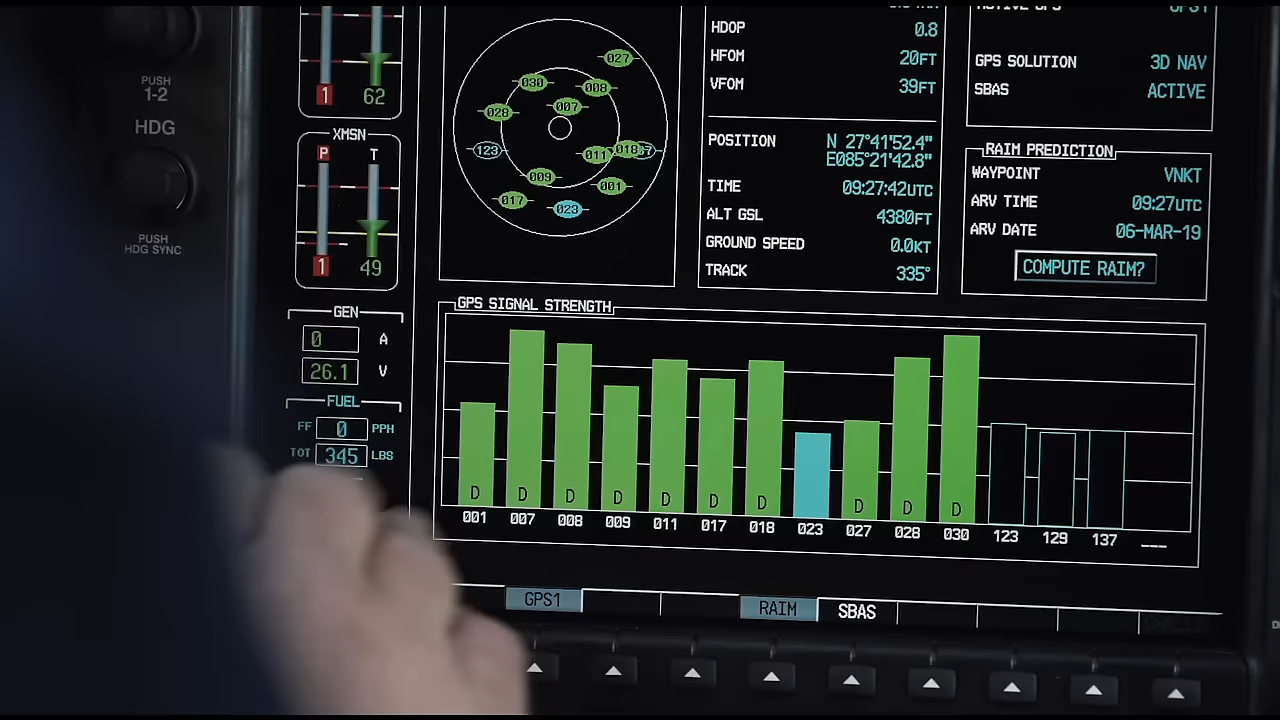 PUSH
1-2
HDG
PUSH
HDG SYNC
1 62
XMSN
P T
1 49
GEN
0 A
26.1 V
FUEL
FF 0 PPH
TOT 345 LBS
027
030
008
007
028
123
011
018
009
001
017
023
HDOP 0.8
HFOM 20FT
VFOM 39FT
POSITION N 27°41'52.4"
E085°21'42.8"
TIME 09:27:42UTC
ALT GSL 4380FT
GROUND SPEED 0.0KT
TRACK 335°
GPS1
GPS SOLUTION 3D NAV
SBAS ACTIVE
RAIM PREDICTION
WAYPOINT VNKT
ARV TIME 09:27UTC
ARV DATE 06-MAR-19
COMPUTE RAIM?
GPS SIGNAL STRENGTH
D D D D D D D D D D
001 007 008 009 011 017 018 023 027 028 030 123 129 137 ___
GPS1 RAIM SBAS